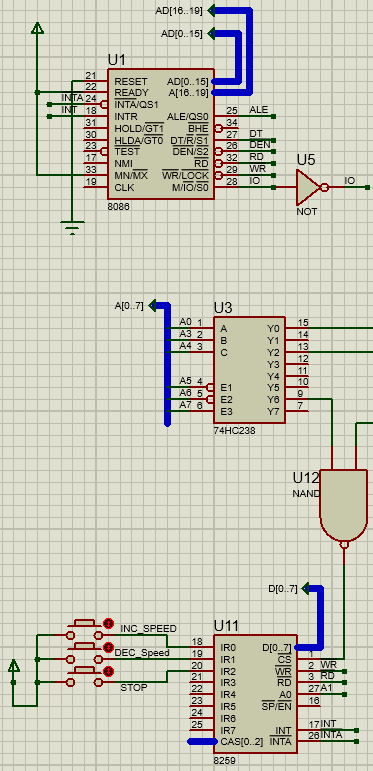 AD[16..19]
AD[0..15]
U1
21 RESET AD[0..15]
22 READY A[16..19]
INTA 24 INTA/QS1
INT 18 INTR ALE/QS0 25 ALE
31 HOLD/GT1 BHE 34
30 HLDA/GT0 DT/R/S1 27 DT
23 TEST DEN/S2 26 DEN
17 NMI RD 32 RD
33 MN/MX WR/LOCK 29 WR
19 CLK M/IO/S0 28 IO
8086
U5
IO
NOT
A[0..7]
U3
A0 1 A Y0 15
A3 2 B Y1 14
A4 3 C Y2 13
Y3 12
Y4 11
A5 4 E1 Y5 10
A6 5 E2 Y6 9
A7 6 E3 Y7 7
74HC238
U12
NAND
D[0..7]
U11
INC_SPEED 18 IR0 D[0..7]
DEC_Speed 19 IR1 CS 1
STOP 20 IR2 WR 2 WR
21 IR3 RD 3 RD
22 IR4 A0 27 A1
23 IR5 SP/EN 16
24 IR6
25 IR7 INT 17 INT
CAS[0..2] INTA 26 INTA
8259